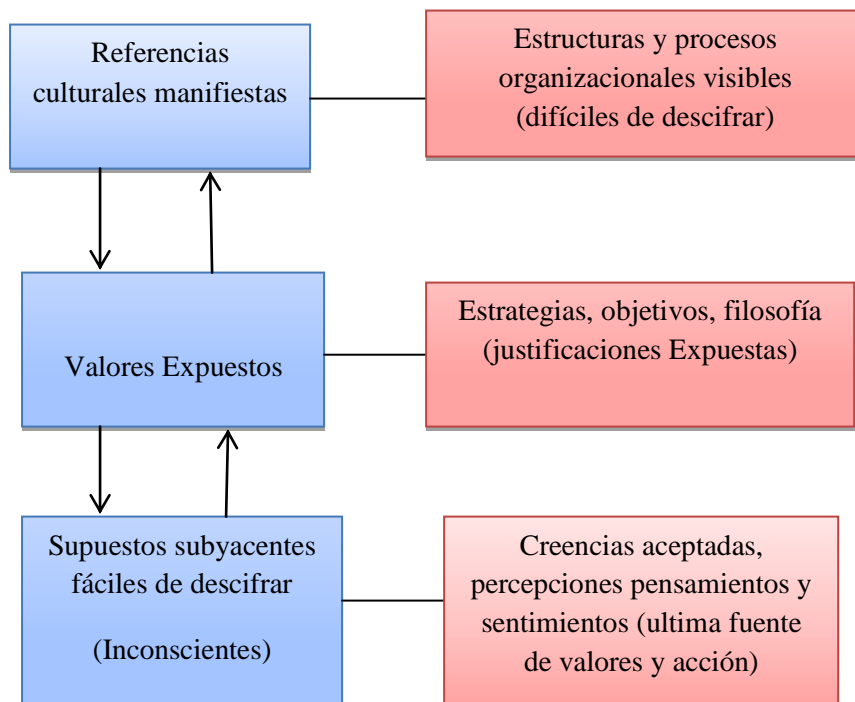 Referencias
culturales manifiestas
Estructuras y procesos
organizacionales visibles
(difíciles de descifrar)
Valores Expuestos
Estrategias, objetivos, filosofía
(justificaciones Expuestas)
Supuestos subyacentes
fáciles de descifrar
(Inconscientes)
Creencias aceptadas,
percepciones pensamientos y
sentimientos (ultima fuente
de valores y acción)